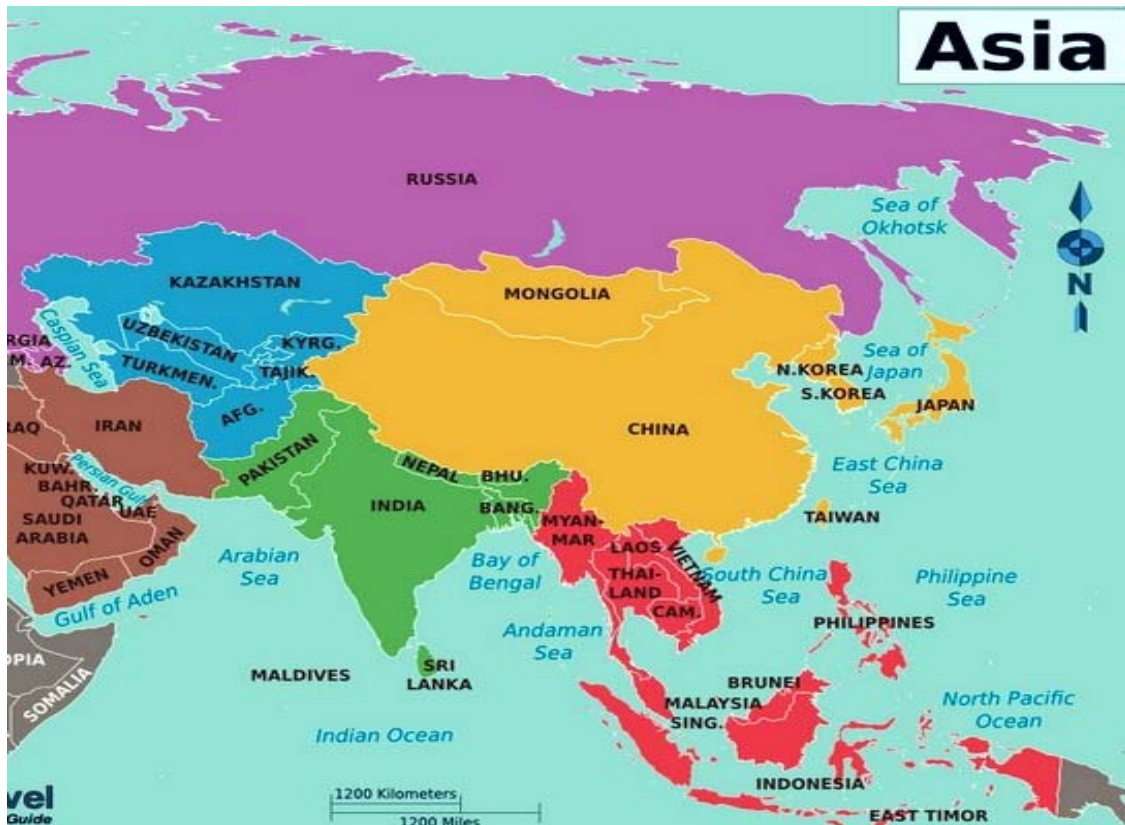 Asia
RUSSIA
Sea of
Okhotsk
N
KAZAKHSTAN
MONGOLIA
Caspian Sea
UZBEKISTAN
KYRG.
RGIA
M.
AZ.
TURKMEN.
TAJIK.
Sea of
Japan
N.KOREA
S.KOREA
JAPAN
AFG.
IRAN
RAQ
CHINA
PAKISTAN
KUW.
BAHR.
Persian Gulf
QATAR
UAE
NEPAL
BHU.
East China
Sea
INDIA
BANG.
SAUDI
ARABIA
OMAN
TAIWAN
MYAN-
MAR
LAOS
VIETNAM
Arabian
Sea
Bay of
Bengal
THAI-
LAND
South China
Sea
Philippine
Sea
YEMEN
Gulf of Aden
CAM.
PHILIPPINES
Andaman
Sea
OPIA
SOMALIA
MALDIVES
SRI
LANKA
BRUNEI
MALAYSIA
SING.
North Pacific
Ocean
Indian Ocean
INDONESIA
vel
Guide
1200 Kilometers
1200 Miles
EAST TIMOR